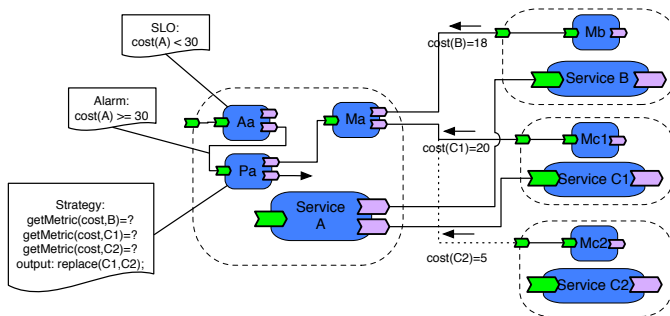 SLO:
cost(A) < 30
Alarm:
cost(A) >= 30
Strategy:
getMetric(cost,B)=?
getMetric(cost,C1)=?
getMetric(cost,C2)=?
output: replace(C1,C2);
Aa
Pa
Ma
Service
A
cost(B)=18
cost(C1)=20
cost(C2)=5
Mb
Service B
Mc1
Service C1
Mc2
Service C2